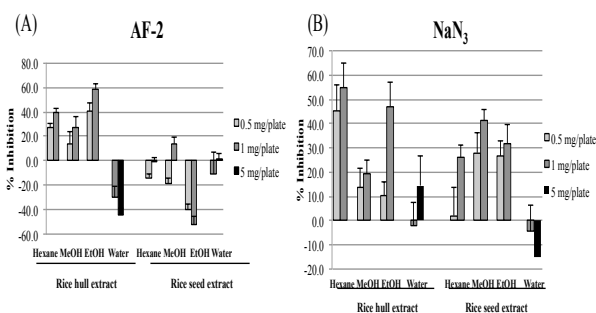 (A)
AF-2
% Inhibition
80.0
60.0
40.0
20.0
0.0
-20.0
-40.0
-60.0
0.5 mg/plate
1 mg/plate
5 mg/plate
Hexane MeOH EtOH Water
Hexane MeOH EtOH Water
Rice hull extract
Rice seed extract
(B)
NaN3
% Inhibition
70.0
60.0
50.0
40.0
30.0
20.0
10.0
0.0
-10.0
-20.0
0.5 mg/plate
1 mg/plate
5 mg/plate
Hexane MeOH EtOH Water
Hexane MeOH EtOH Water
Rice hull extract
Rice seed extract